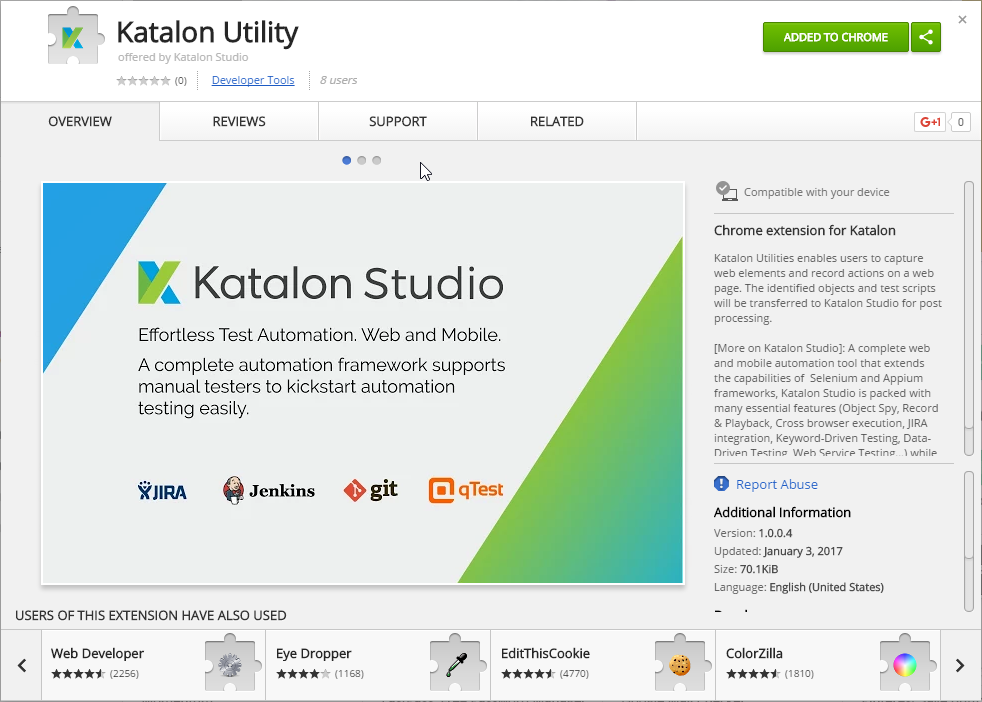 Katalon Utility
offered by Katalon Studio
(0) Developer Tools 8 users
ADDED TO CHROME
OVERVIEW REVIEWS SUPPORT RELATED
G+1 0
Katalon Studio
Effortless Test Automation. Web and Mobile.
A complete automation framework supports
manual testers to kickstart automation
testing easily.
JIRA Jenkins git qTest
Compatible with your device
Chrome extension for Katalon
Katalon Utilities enables users to capture
web elements and record actions on a web
page. The identified objects and test scripts
will be transferred to Katalon Studio for post
processing.
[More on Katalon Studio]: A complete web
and mobile automation tool that extends
the capabilities of Selenium and Appium
frameworks, Katalon Studio is packed with
many essential features (Object Spy, Record
& Playback, Cross browser execution, JIRA
integration, Keyword-Driven Testing, Data-
Driven Testing, Web Service Testing...) while
Report Abuse
Additional Information
Version: 1.0.0.4
Updated: January 3, 2017
Size: 70.1KiB
Language: English (United States)
USERS OF THIS EXTENSION HAVE ALSO USED
Web Developer
(2256)
Eye Dropper
(1168)
EditThisCookie
(4770)
ColorZilla
(1810)